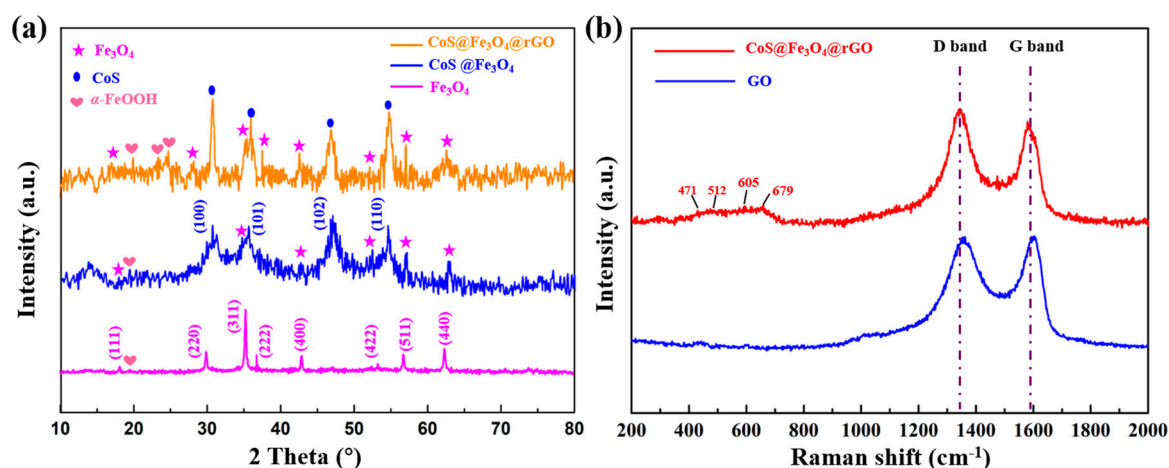 (a)
Fe₃O₄
CoS
α-FeOOH
CoS@Fe₃O₄@rGO
CoS @Fe₃O₄
Fe₃O₄
(100)
(101)
(102)
(110)
(111)
(220)
(311)
(222)
(400)
(422)
(511)
(440)
Intensity (a.u.)
10 20 30 40 50 60 70 80
2 Theta (°)
(b)
CoS@Fe₃O₄@rGO
GO
D band
G band
471
512
605
679
Intensity (a.u.)
200 400 600 800 1000 1200 1400 1600 1800 2000
Raman shift (cm⁻¹)